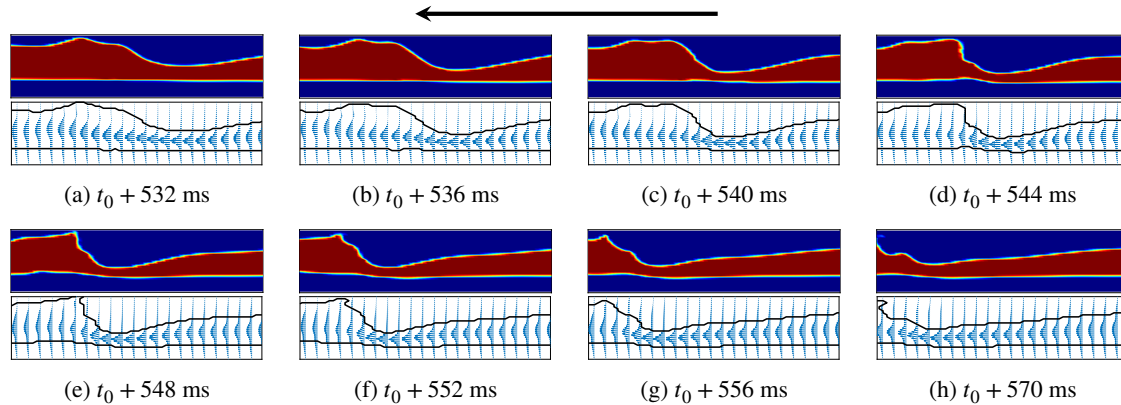 (a) t₀ + 532 ms
(b) t₀ + 536 ms
(c) t₀ + 540 ms
(d) t₀ + 544 ms
(e) t₀ + 548 ms
(f) t₀ + 552 ms
(g) t₀ + 556 ms
(h) t₀ + 570 ms